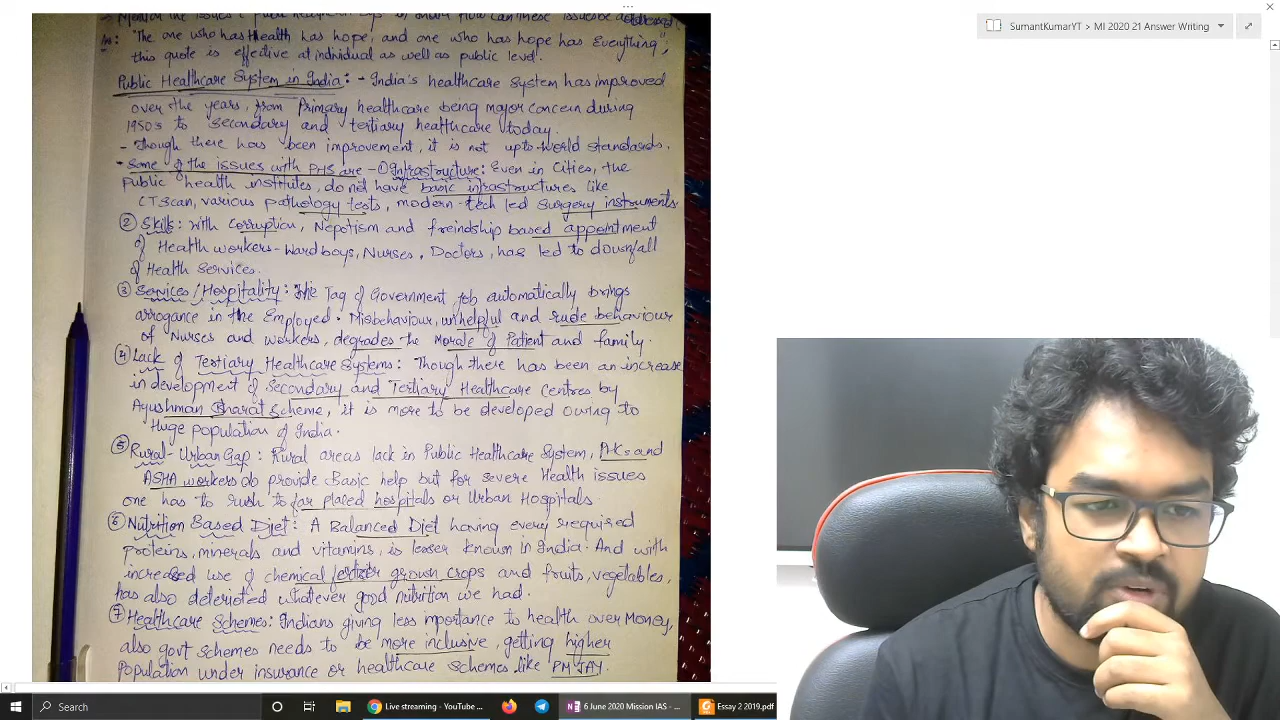 Ans: "The one who has Health has hope, and one who has hope has Everything",
this quote is effective at individual as well as public level.
Public Healthcare System in India: - India's healthcare system has improved
over the years, from Primary healthcare being major concern during
1950s to secondary and tertiary healthcare today.
- Though there has been improvement, it is not upto world standards.
- Some of the issues with PHS are - ① Infrastructure: Even in Cities, the
public health institutes, do not have basic infrastructures like
CT Scan, various pathology tests, modern-tech led surgery instruments.
② Skills: With corruption, Nepotism and freindship based appointment
of Health workers - Ward boys, Nurses, Doctors, has led to downfall
of Health Services.
③ Services/Hospitality: The Tag of Government job automatically brings
arrogance in the employed. Misbehaviour, unhelpful and rude behaviour
of Nurses and workers degrades the Morale of Patient and family.
④ Lack of Tertiary Healthcare Systems: Though there has been an increase
in development of Secondary and Tertiary Healthcare centres by
Ayushman Bharat Scheme, it is more to be developed owing to
Huge population of India.
⑤ Rural-Urban Gap: Rural areas lack in Public Healthcare System, and
ASHA workers do provide Basic help but for severe Health issues
one has to rush to far placed hospitals or Urban Hospitals.
⑥ Nutrition Based Diet: A Balanced Diet having every required
proteins, minerals and vitamins, is lesser known in India. And with
increased use of chemical grown crops and fruits, vegetables,
has also whatever good nutrition we had.
⑦ Healthcare Schemes: Indians giving less importance to health over Money,
also govt schemes needs to be more inclusive, getting higher
Population under insurance or healthcare schemes like PMJAY.
SumantKumarYT > MI 2020 21 Answer Writing
Search
Live streaming - YouTube ...
6 June 2020 Mission IAS - ...
Essay 2 2019.pdf